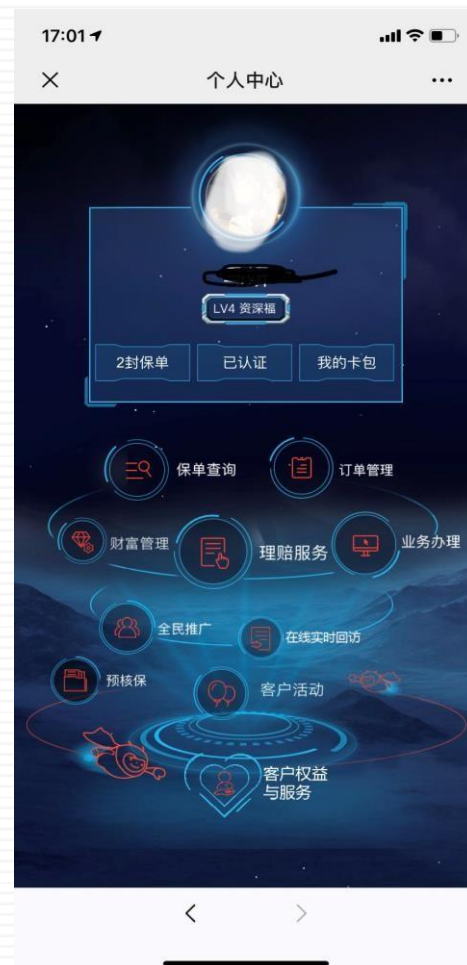 17:01
个人中心
LV4 资深福
2封保单
已认证
我的卡包
保单查询
订单管理
财富管理
理赔服务
业务办理
全民推广
在线实时回访
预核保
客户活动
客户权益
与服务